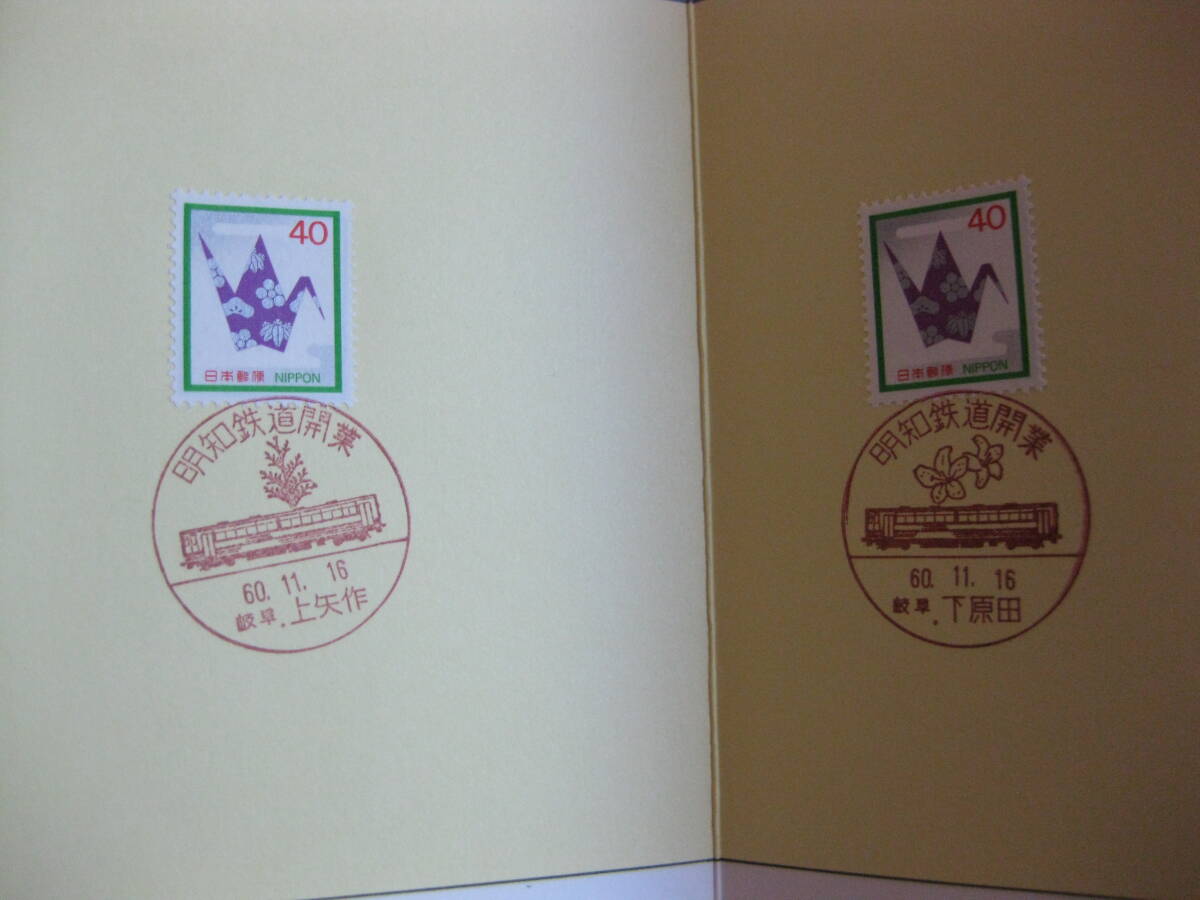 40
日本郵便 NIPPON
明知鉄道開業
60. 11. 16
岐阜.上矢作
40
日本郵便 NIPPON
明知鉄道開業
60. 11. 16
岐阜.下原田